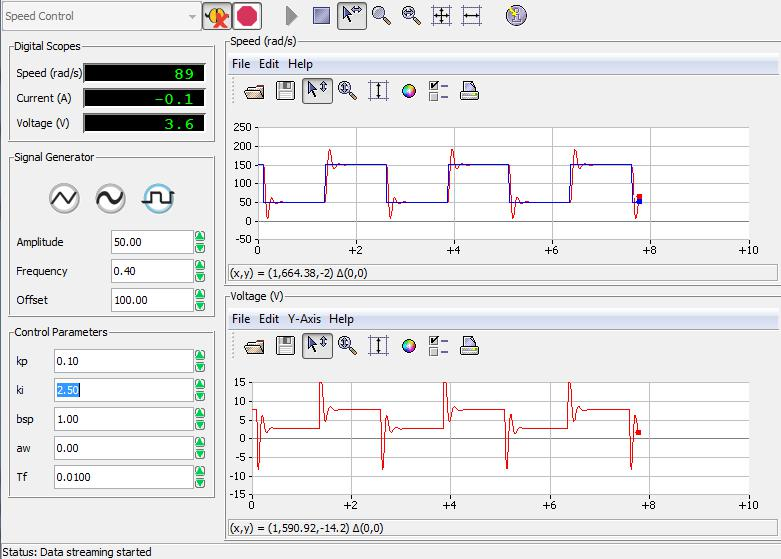 Speed Control
Digital Scopes
Speed (rad/s) 89
Current (A) -0.1
Voltage (V) 3.6
Signal Generator
Amplitude 50.00
Frequency 0.40
Offset 100.00
Control Parameters
kp 0.10
ki 2.50
bsp 1.00
aw 0.00
Tf 0.0100
Speed (rad/s)
File Edit Help
250
200
150
100
50
0
-50
0 +2 +4 +6 +8 +10
(x,y) = (1,664.38,-2) Δ(0,0)
Voltage (V)
File Edit Y-Axis Help
15
10
5
0
-5
-10
-15
0 +2 +4 +6 +8 +10
(x,y) = (1,590.92,-14.2) Δ(0,0)
Status: Data streaming started